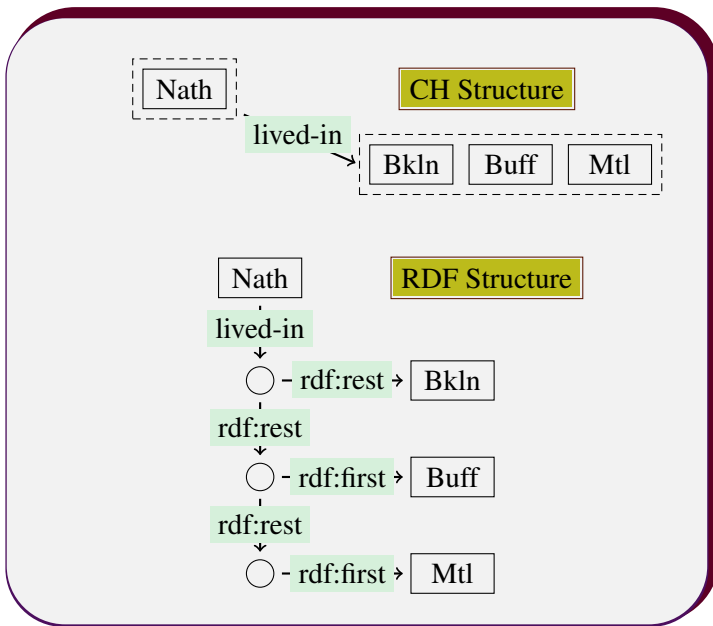 Nath
CH Structure
lived-in
Bkln Buff Mtl
Nath
RDF Structure
lived-in
rdf:rest Bkln
rdf:rest
rdf:first Buff
rdf:rest
rdf:first Mtl